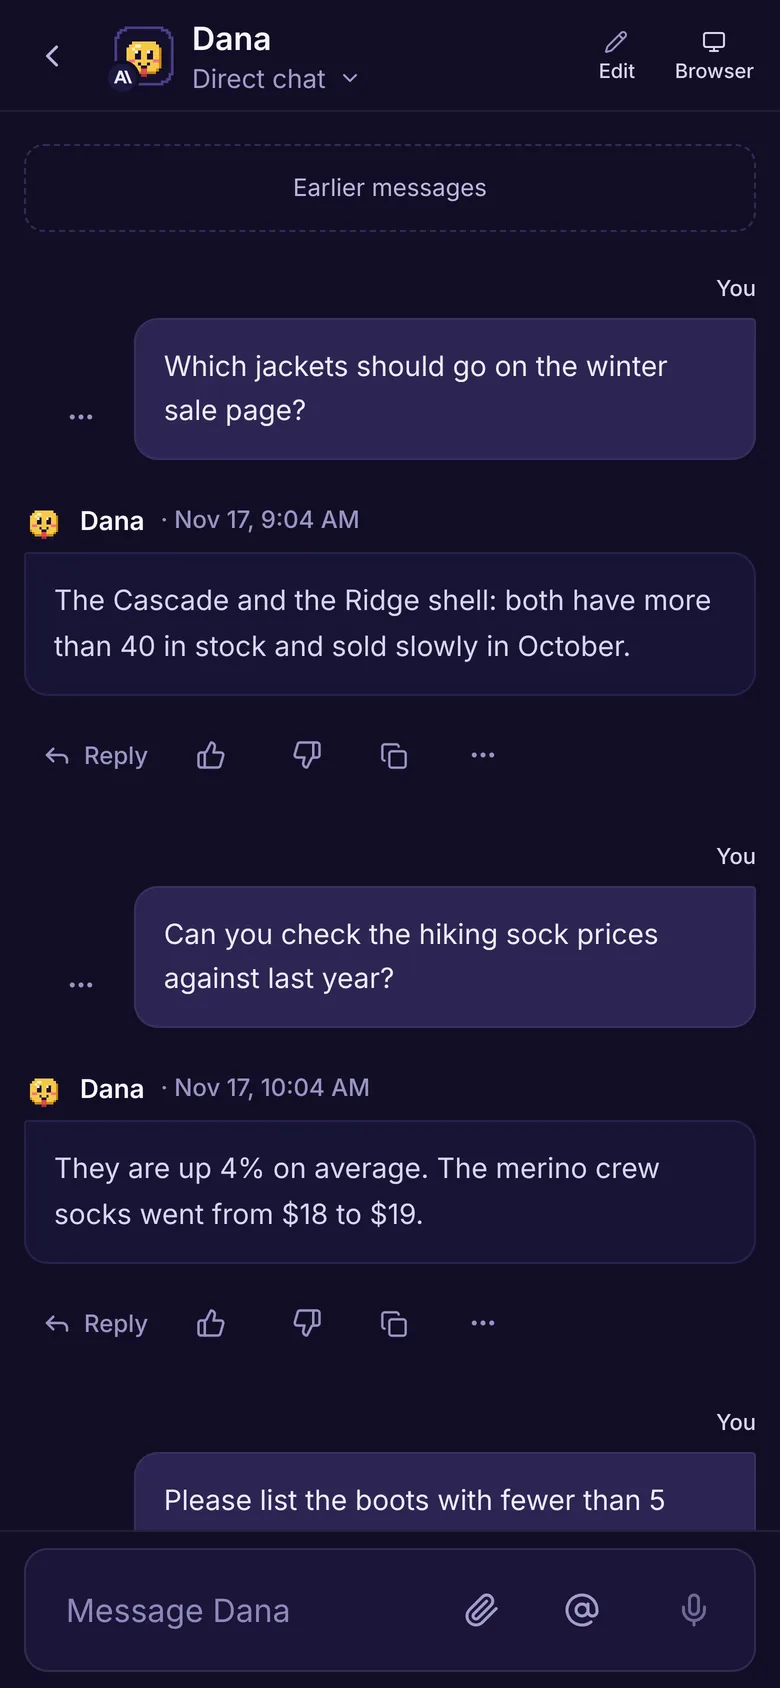 Dana
Direct chat
Edit
Browser
A\
Earlier messages
You
Which jackets should go on the winter
sale page?
Dana · Nov 17, 9:04 AM
The Cascade and the Ridge shell: both have more
than 40 in stock and sold slowly in October.
Reply
You
Can you check the hiking sock prices
against last year?
Dana · Nov 17, 10:04 AM
They are up 4% on average. The merino crew
socks went from $18 to $19.
Reply
You
Please list the boots with fewer than 5
Message Dana